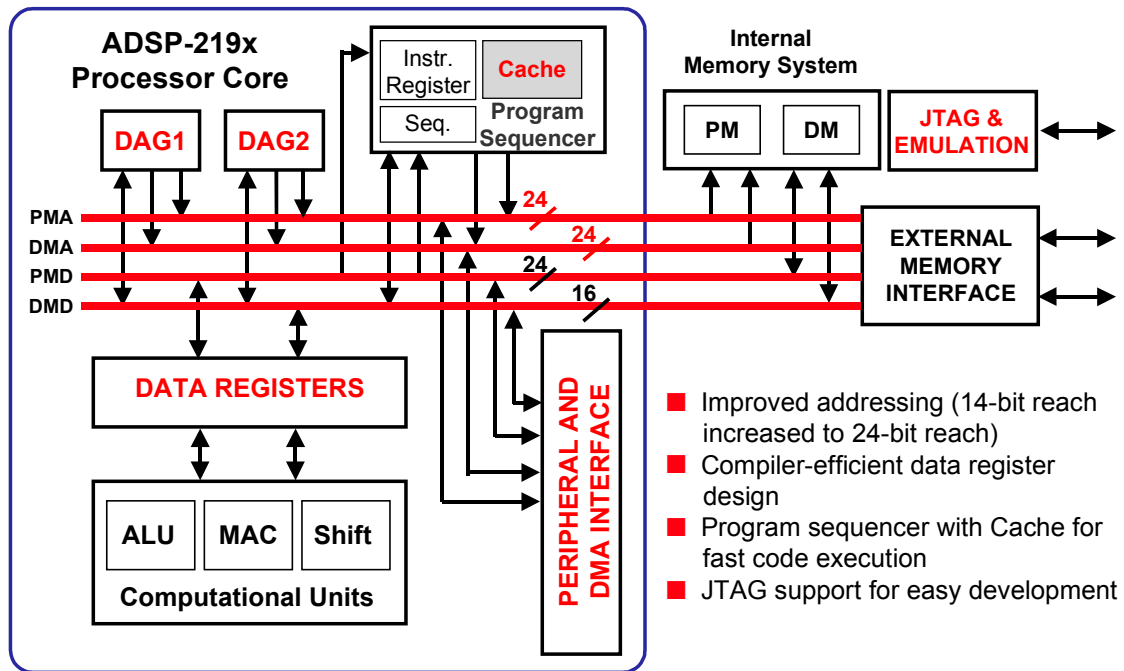 ADSP-219x
Processor Core
Instr.
Register
Cache
Seq.
Program
Sequencer
Internal
Memory System
PM
DM
JTAG &
EMULATION
DAG1
DAG2
PMA
24
DMA
24
PMD
24
DMD
16
EXTERNAL
MEMORY
INTERFACE
DATA REGISTERS
ALU
MAC
Shift
Computational Units
PERIPHERAL AND
DMA INTERFACE
■ Improved addressing (14-bit reach
increased to 24-bit reach)
■ Compiler-efficient data register
design
■ Program sequencer with Cache for
fast code execution
■ JTAG support for easy development